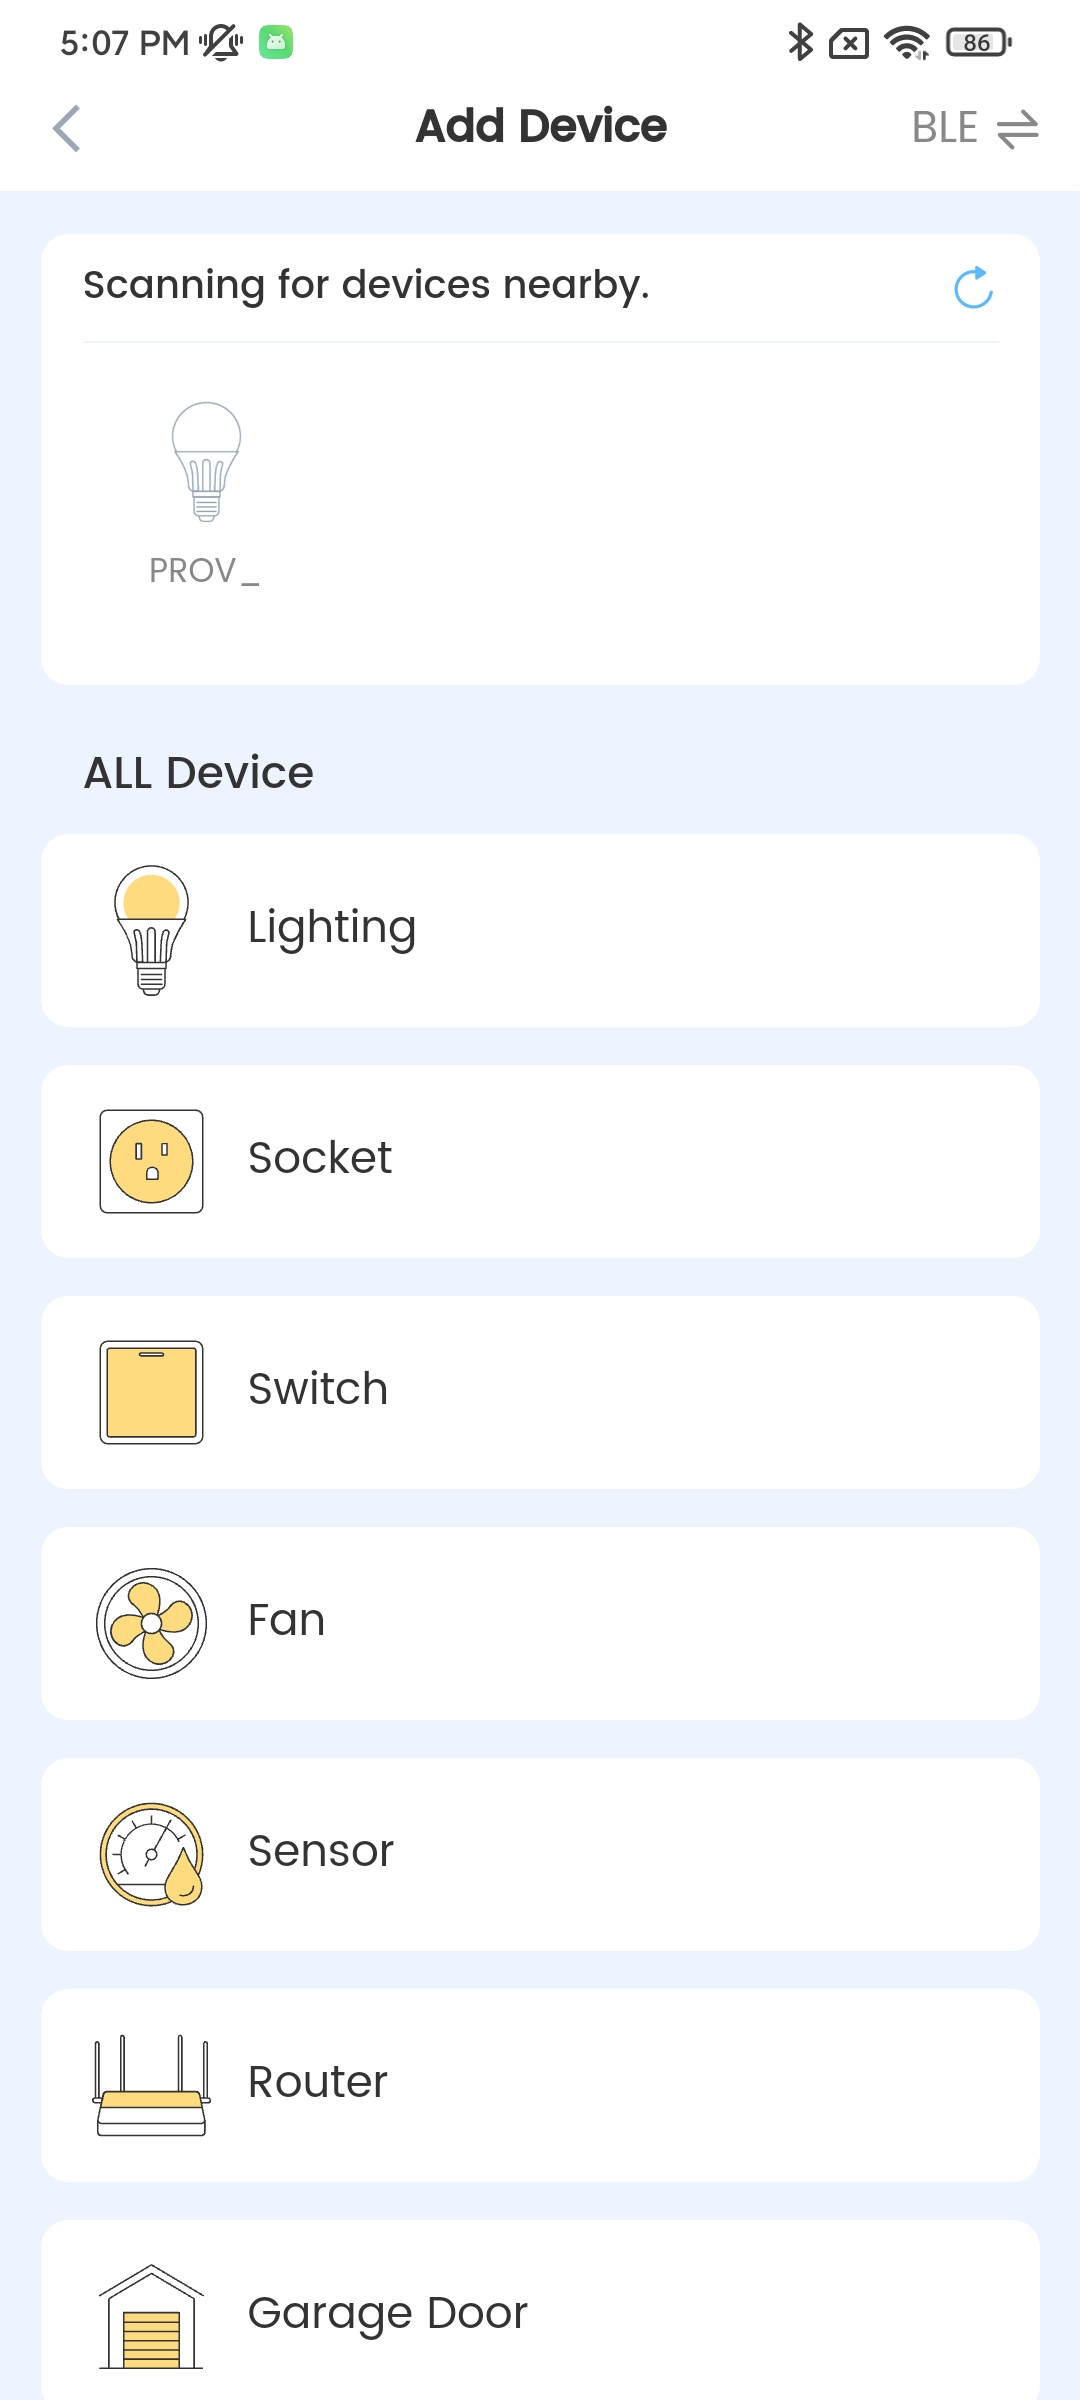 5:07 PM
86
Add Device
BLE
Scanning for devices nearby.
PROV_
ALL Device
Lighting
Socket
Switch
Fan
Sensor
Router
Garage Door